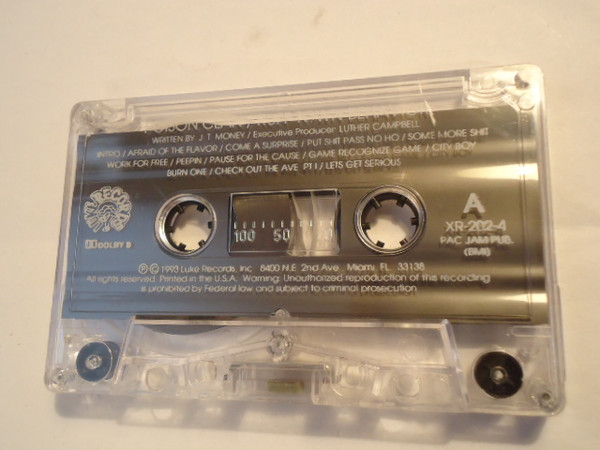 POISON CLAN
WRITTEN BY J. T. MONEY / Executive Producer LUTHER CAMPBELL
INTRO / AFRAID OF THE FLAVOR / COME A SURPRISE / PUT SHIT PASS NO HO / SOME MORE SHIT
WORK FOR FREE / PEEPIN / PAUSE FOR THE CAUSE / GAME RECOGNIZE GAME / CITY BOY
BURN ONE / CHECK OUT THE AVE PT I / LETS GET SERIOUS
LUKE RECORDS
DOLBY B
100 50
A
XR-202-4
PAC JAM PUB.
(BMI)
℗ © 1993 Luke Records, Inc. 8400 N.E. 2nd Ave., Miami, FL. 33138
All rights reserved. Printed in the U.S.A. Warning: Unauthorized reproduction of this recording
is prohibited by Federal law and subject to criminal prosecution